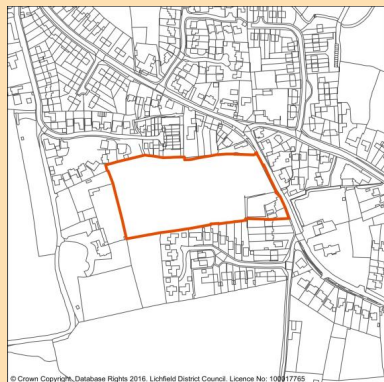 © Crown Copyright, Database Rights 2016. Lichfield District Council. Licence No: 100017765